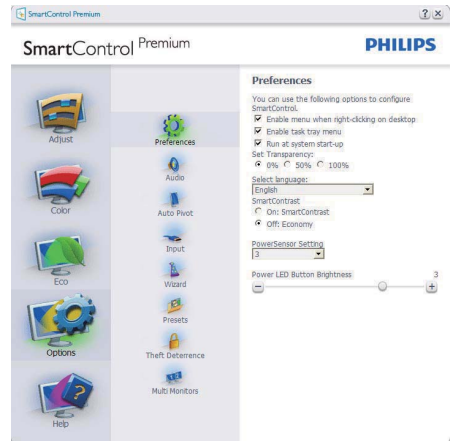 SmartControl Premium
SmartControl Premium
PHILIPS
Adjust
Color
Eco
Options
Help
Preferences
Audio
Auto Pivot
Input
Wizard
Presets
Theft Deterrence
Multi Monitors
Preferences
You can use the following options to configure
SmartControl.
Enable menu when right-clicking on desktop
Enable task tray menu
Run at system start-up
Set Transparency:
0% 50% 100%
Select language:
English
SmartContrast
On: SmartContrast
Off: Economy
PowerSensor Setting
3
Power LED Button Brightness 3